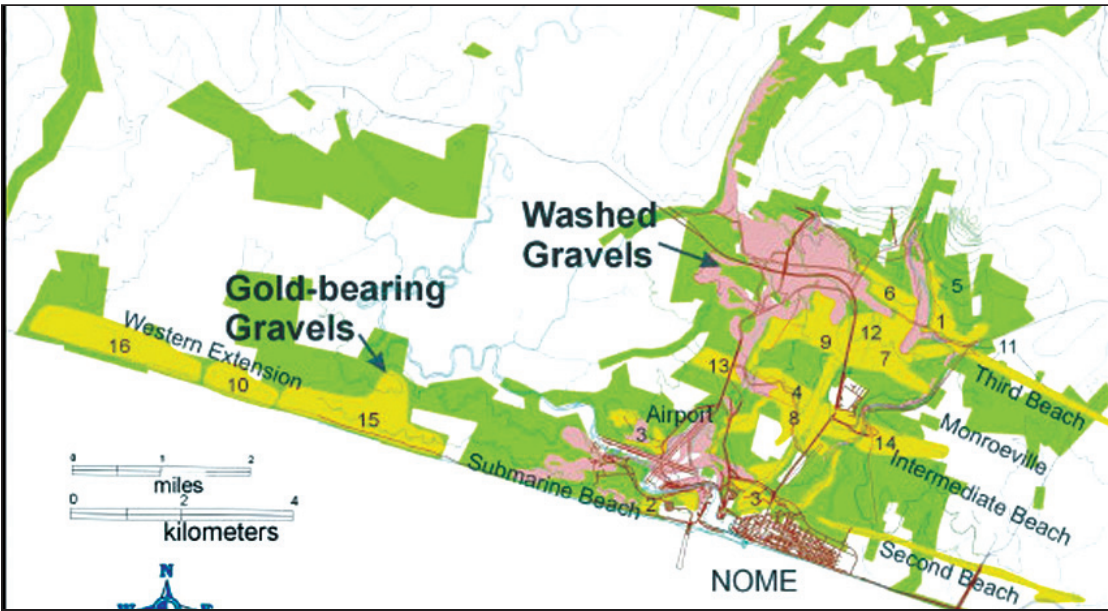 Washed
Gravels
Gold-bearing
Gravels
5
6
1
12
9
7
11
13
4
8
Third Beach
Western Extension
16
10
15
Airport
3
14
Monroeville
Intermediate Beach
Submarine Beach
2
3
Second Beach
NOME
0 1 2
miles
0 2 4
kilometers
N
W E